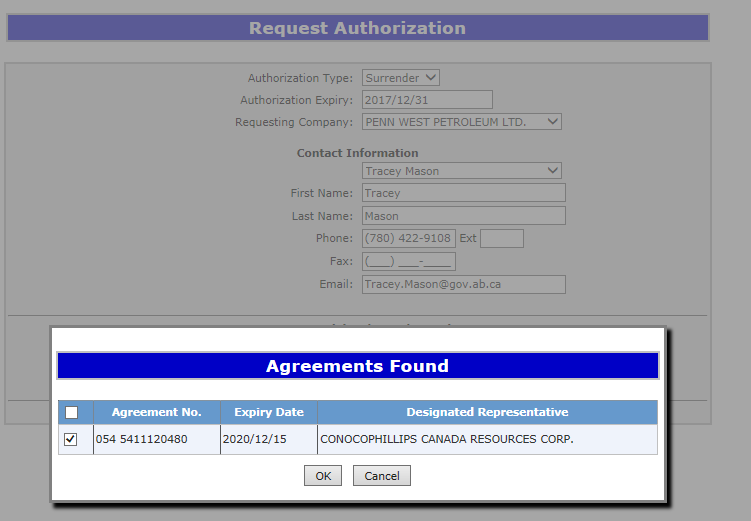 Request Authorization
Authorization Type: Surrender
Authorization Expiry: 2017/12/31
Requesting Company: PENN WEST PETROLEUM LTD.
Contact Information
Tracey Mason
First Name: Tracey
Last Name: Mason
Phone: (780) 422-9108 Ext
Fax: (___) ___-____
Email: Tracey.Mason@gov.ab.ca
Agreements Found
Agreement No. Expiry Date Designated Representative
054 5411120480 2020/12/15 CONOCOPHILLIPS CANADA RESOURCES CORP.
OK Cancel